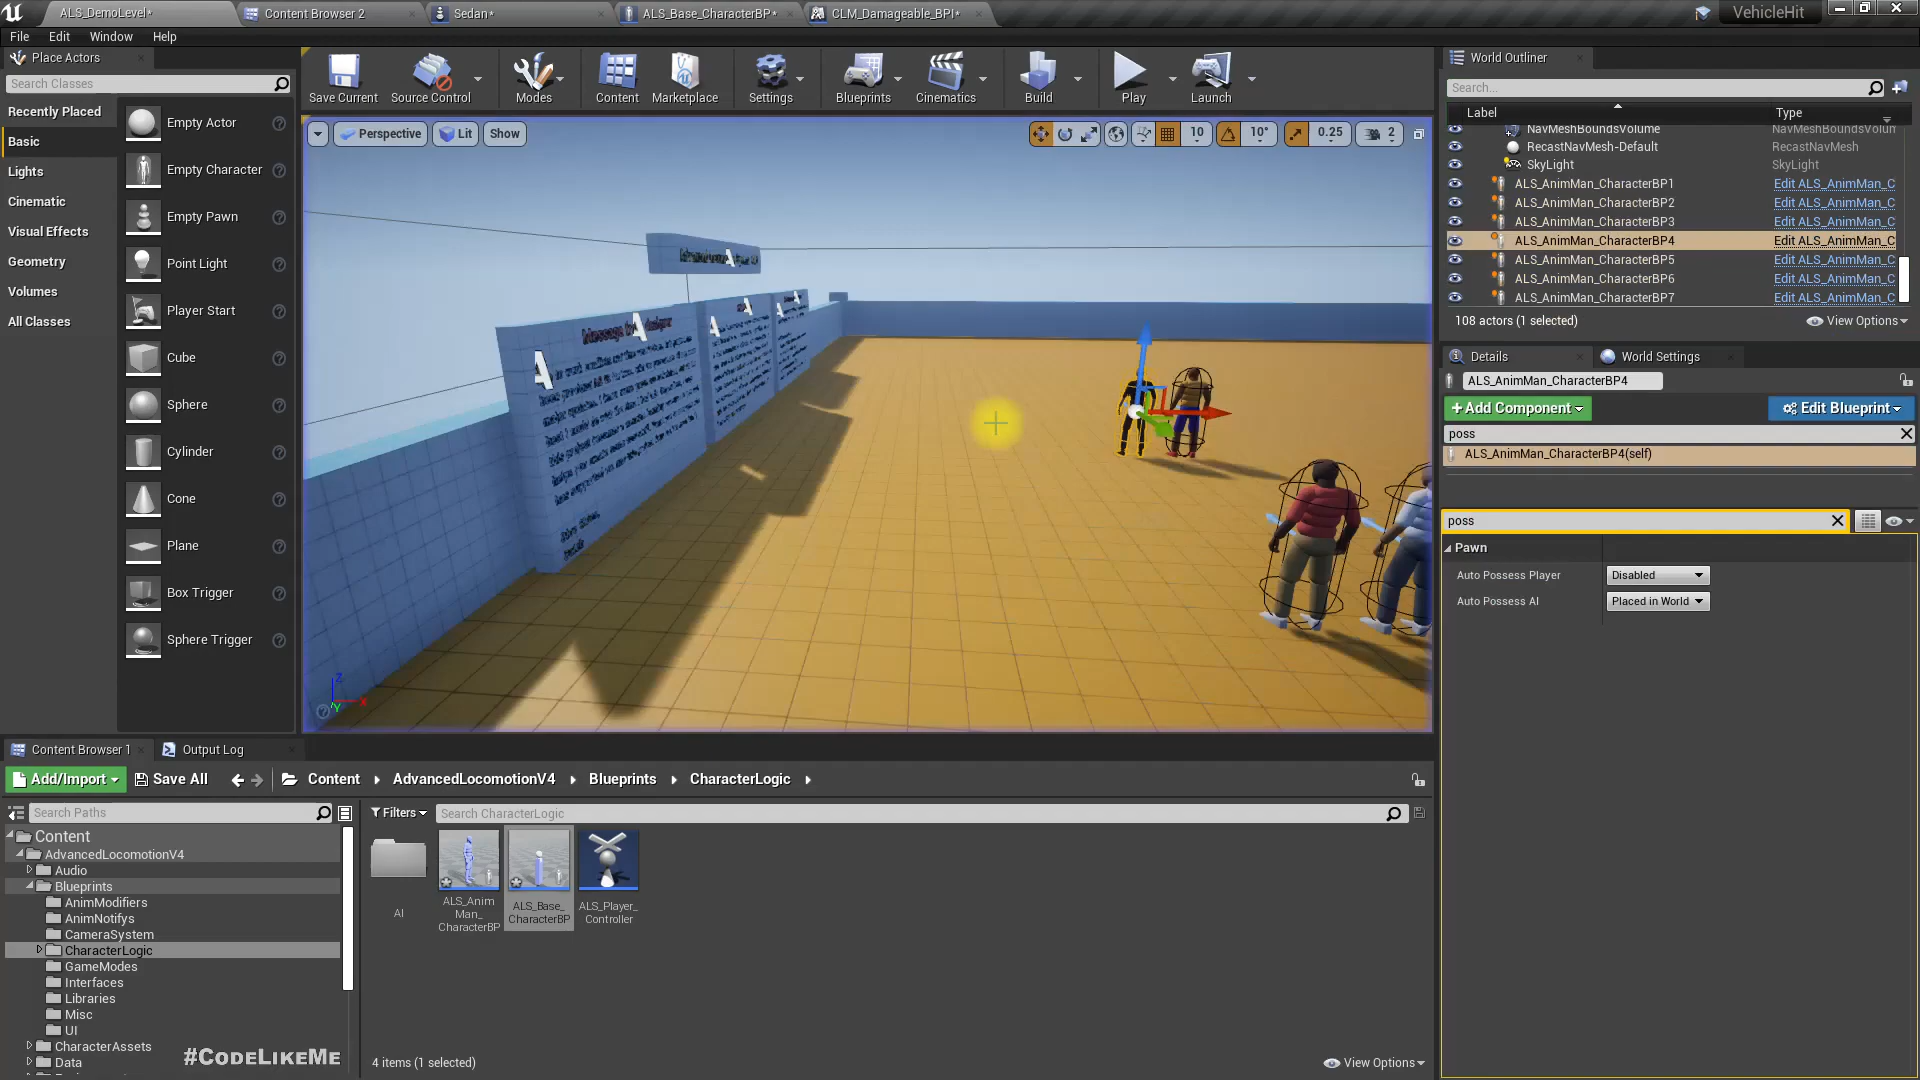 ALS_DemoLevel*
Content Browser 2
Sedan*
ALS_Base_CharacterBP*
CLM_Damageable_BPI*
VehicleHit
File
Edit
Window
Help
Place Actors
Search Classes
Recently Placed
Basic
Lights
Cinematic
Visual Effects
Geometry
Volumes
All Classes
Empty Actor
Empty Character
Empty Pawn
Point Light
Player Start
Cube
Sphere
Cylinder
Cone
Plane
Box Trigger
Sphere Trigger
Save Current
Source Control
Modes
Content
Marketplace
Settings
Blueprints
Cinematics
Build
Play
Launch
Perspective
Lit
Show
10
10°
0.25
2
Z
X
Y
World Outliner
Search...
Label
Type
NavMeshBoundsVolume
NavMeshBoundsVolum
RecastNavMesh-Default
RecastNavMesh
SkyLight
SkyLight
ALS_AnimMan_CharacterBP1
Edit ALS_AnimMan_C
ALS_AnimMan_CharacterBP2
Edit ALS_AnimMan_C
ALS_AnimMan_CharacterBP3
Edit ALS_AnimMan_C
ALS_AnimMan_CharacterBP4
Edit ALS_AnimMan_C
ALS_AnimMan_CharacterBP5
Edit ALS_AnimMan_C
ALS_AnimMan_CharacterBP6
Edit ALS_AnimMan_C
ALS_AnimMan_CharacterBP7
Edit ALS_AnimMan_C
108 actors (1 selected)
View Options
Details
World Settings
ALS_AnimMan_CharacterBP4
+Add Component
Edit Blueprint
poss
ALS_AnimMan_CharacterBP4(self)
poss
Pawn
Auto Possess Player
Disabled
Auto Possess AI
Placed in World
Content Browser 1
Output Log
Add/Import
Save All
Content
AdvancedLocomotionV4
Blueprints
CharacterLogic
Search Paths
Filters
Search CharacterLogic
Content
AdvancedLocomotionV4
Audio
Blueprints
AnimModifiers
AnimNotifys
CameraSystem
CharacterLogic
GameModes
Interfaces
Libraries
Misc
UI
CharacterAssets
Data
AI
ALS_Anim
Man_
CharacterBP
ALS_Base_
CharacterBP
ALS_Player_
Controller
#CODELIKEME
4 items (1 selected)
View Options